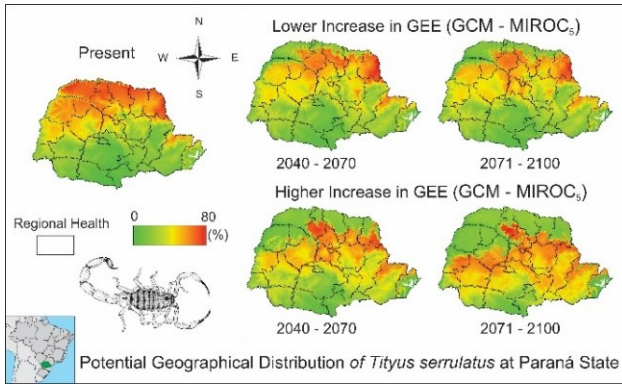 Present
N
W E
S
Lower Increase in GEE (GCM - MIROC₅)
2040 - 2070
2071 - 2100
Higher Increase in GEE (GCM - MIROC₅)
2040 - 2070
2071 - 2100
Regional Health
0 80
(%)
Potential Geographical Distribution of Tityus serrulatus at Paraná State